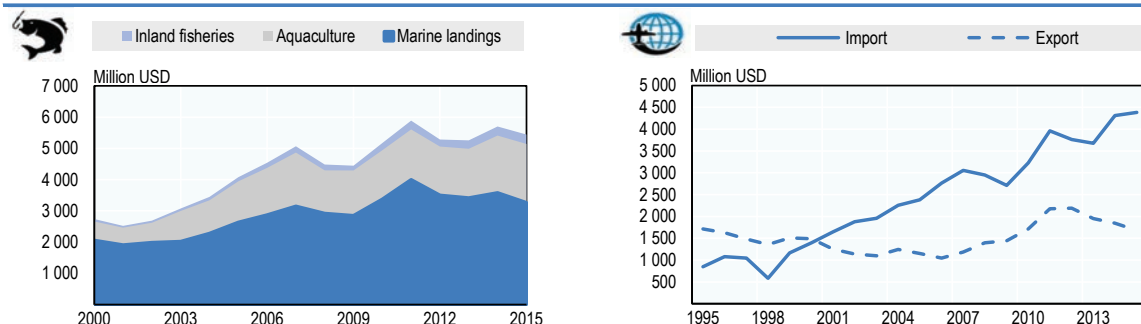 Inland fisheries Aquaculture Marine landings
Million USD
7 000
6 000
5 000
4 000
3 000
2 000
1 000
2000 2003 2006 2009 2012 2015
Import Export
Million USD
5 000
4 500
4 000
3 500
3 000
2 500
2 000
1 500
1 000
500
1995 1998 2001 2004 2007 2010 2013